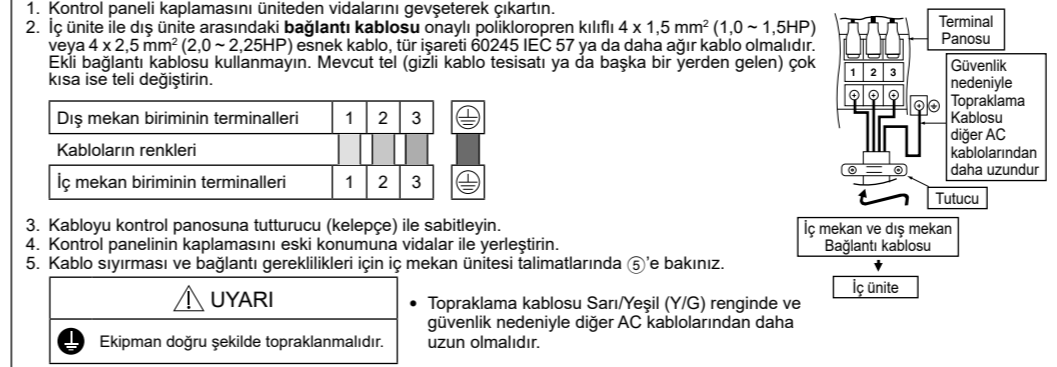 1. Kontrol paneli kaplamasını üniteden vidalarını gevşeterek çıkartın.
2. İç ünite ile dış ünite arasındaki bağlantı kablosu onaylı polikloropren kılıflı 4 x 1,5 mm² (1,0 ~ 1,5HP)
veya 4 x 2,5 mm² (2,0 ~ 2,25HP) esnek kablo, tür işareti 60245 IEC 57 ya da daha ağır kablo olmalıdır.
Ekli bağlantı kablosu kullanmayın. Mevcut tel (gizli kablo tesisatı ya da başka bir yerden gelen) çok
kısa ise teli değiştirin.
Dış mekan biriminin terminalleri 1 2 3
Kabloların renkleri
İç mekan biriminin terminalleri 1 2 3
3. Kabloyu kontrol panosuna tutturucu (kelepçe) ile sabitleyin.
4. Kontrol panelinin kaplamasını eski konumuna vidalar ile yerleştirin.
5. Kablo sıyırması ve bağlantı gereklilikleri için iç mekan ünitesi talimatlarında ⑤'e bakınız.
UYARI
Ekipman doğru şekilde topraklanmalıdır.
• Topraklama kablosu Sarı/Yeşil (Y/G) renginde ve
güvenlik nedeniyle diğer AC kablolarından daha
uzun olmalıdır.
1 2 3
Terminal
Panosu
Güvenlik
nedeniyle
Topraklama
Kablosu
diğer AC
kablolarından
daha uzundur
Tutucu
İç mekan ve dış mekan
Bağlantı kablosu
İç ünite